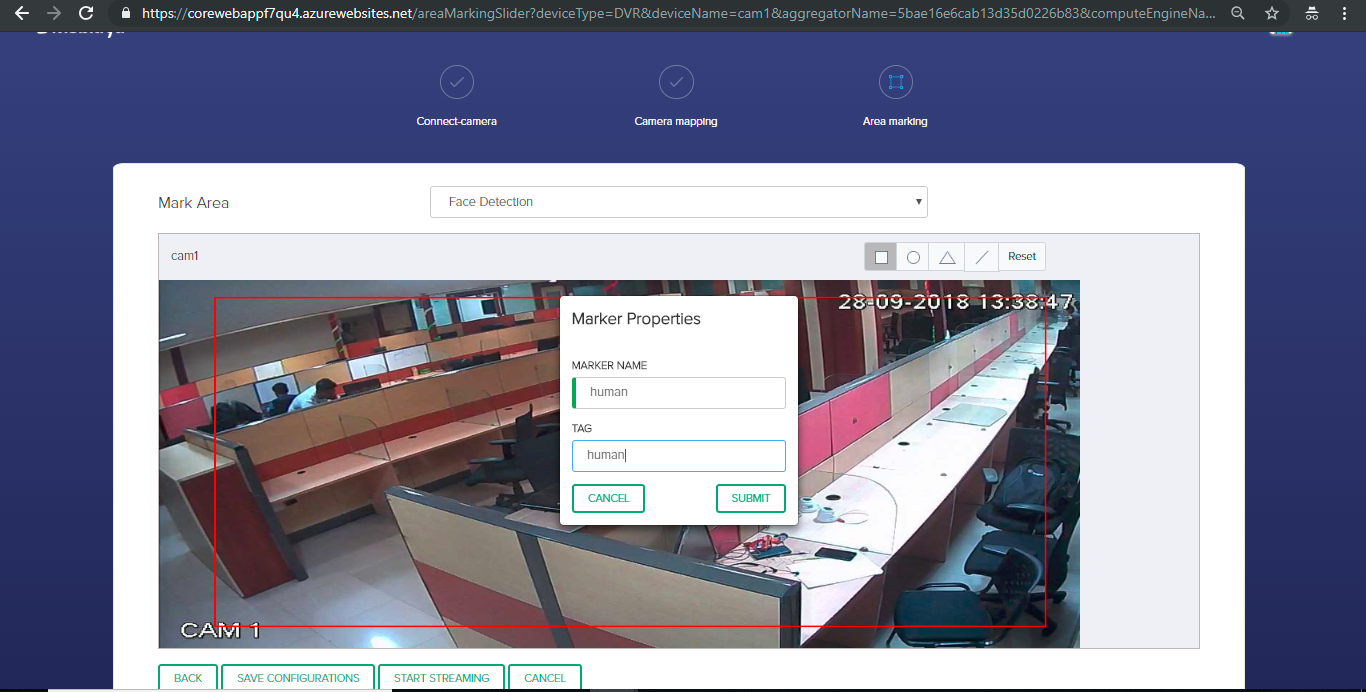 https://corewebappf7qu4.azurewebsites.net/areaMarkingSlider?deviceType=DVR&deviceName=cam1&aggregatorName=5bae16e6cab13d35d0226b83&computeEngineNa...
Connect-camera
Camera mapping
Area marking
Mark Area
Face Detection
cam1
Reset
28-09-2018 13:38:47
Marker Properties
MARKER NAME
human
TAG
human
CANCEL
SUBMIT
CAM 1
BACK
SAVE CONFIGURATIONS
START STREAMING
CANCEL